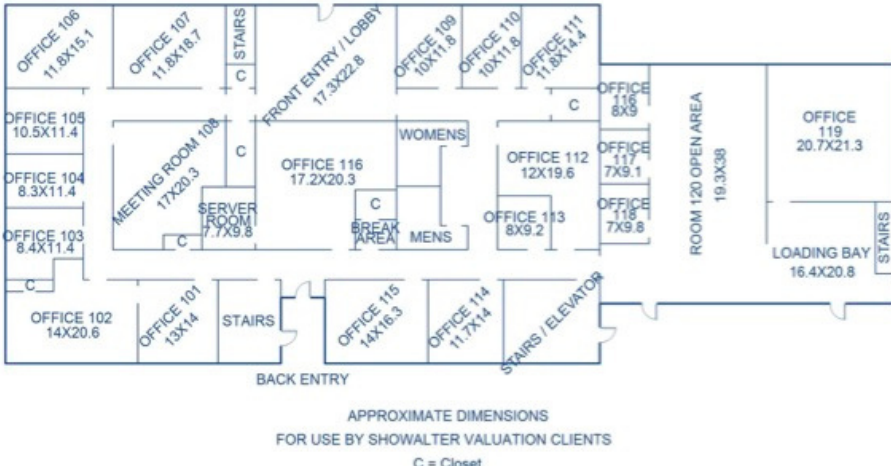 OFFICE 106
11.8X15.1
OFFICE 107
11.8X18.7
STAIRS
C
FRONT ENTRY / LOBBY
17.3X22.8
OFFICE 109
10X11.8
OFFICE 110
10X11.8
OFFICE 111
11.8X14.4
C
OFFICE 105
10.5X11.4
OFFICE 104
8.3X11.4
OFFICE 103
8.4X11.4
C
MEETING ROOM 108
17X20.3
C
C
SERVER
ROOM
7.7X9.8
OFFICE 116
17.2X20.3
C
BREAK
AREA
WOMENS
MENS
OFFICE 112
12X19.6
OFFICE 113
8X9.2
OFFICE
116
8X9
OFFICE
117
7X9.1
OFFICE
118
7X9.8
ROOM 120 OPEN AREA
19.3X38
OFFICE
119
20.7X21.3
LOADING BAY
16.4X20.8
STAIRS
OFFICE 102
14X20.6
OFFICE 101
13X14
STAIRS
OFFICE 115
14X16.3
OFFICE 114
11.7X14
STAIRS / ELEVATOR
BACK ENTRY
APPROXIMATE DIMENSIONS
FOR USE BY SHOWALTER VALUATION CLIENTS
C = Closet